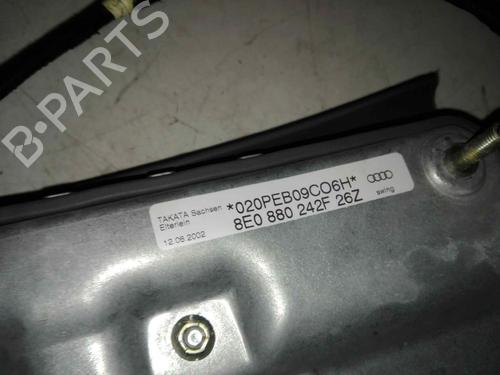 B-PARTS
TAKATA Sachsen
Elterlein
12.06.2002
*020PEB09CO6H*
8E0 880 242F 26Z
swing